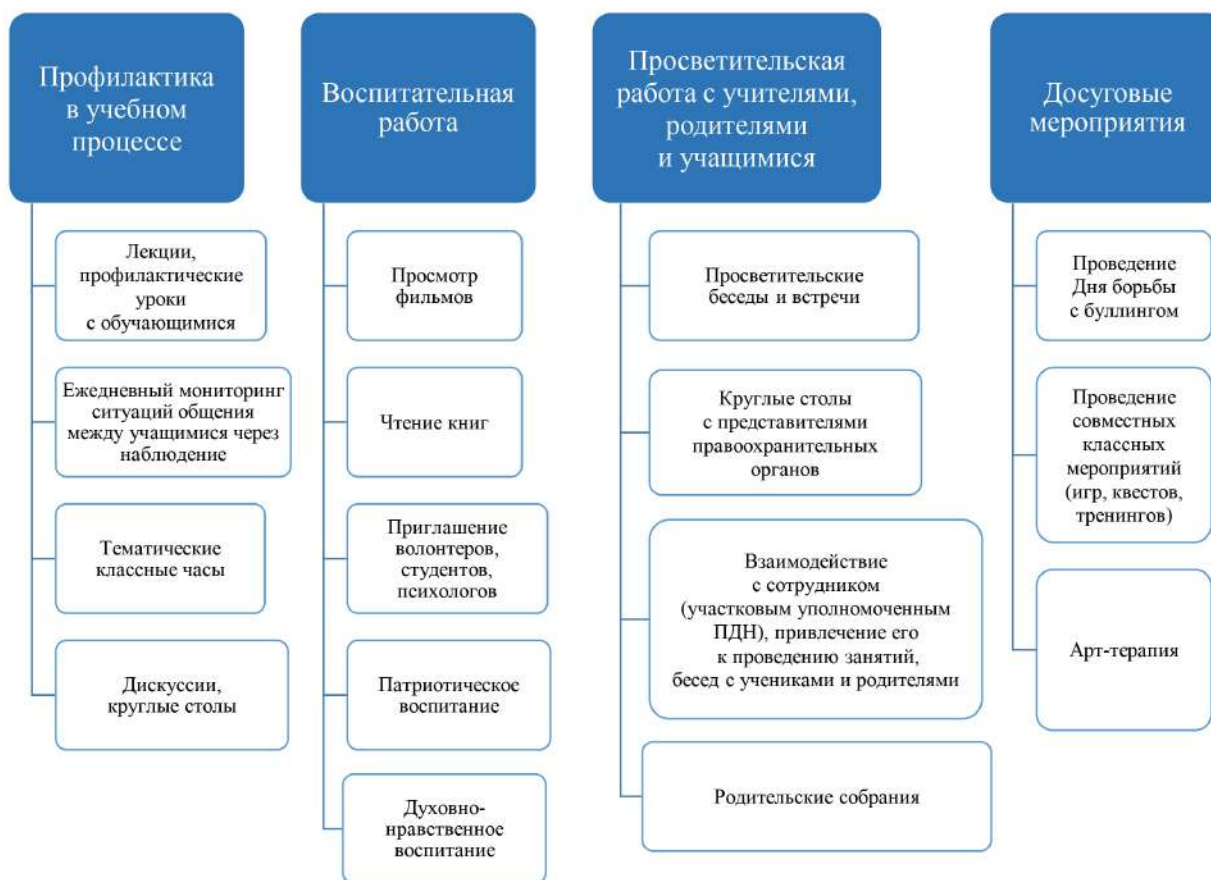 Профилактика
в учебном
процессе
Лекции,
профилактические
уроки
с обучающимися
Ежедневный мониторинг
ситуаций общения
между учащимися через
наблюдение
Тематические
классные часы
Дискуссии,
круглые столы
Воспитательная
работа
Просмотр
фильмов
Чтение книг
Приглашение
волонтеров,
студентов,
психологов
Патриотическое
воспитание
Духовно-
нравственное
воспитание
Просветительская
работа с учителями,
родителями
и учащимися
Просветительские
беседы и встречи
Круглые столы
с представителями
правоохранительных
органов
Взаимодействие
с сотрудником
(участковым уполномоченным
ПДН), привлечение его
к проведению занятий,
бесед с учениками и родителями
Родительские собрания
Досуговые
мероприятия
Проведение
Дня борьбы
с буллингом
Проведение
совместных
классных
мероприятий
(игр, квестов,
тренингов)
Арт-терапия